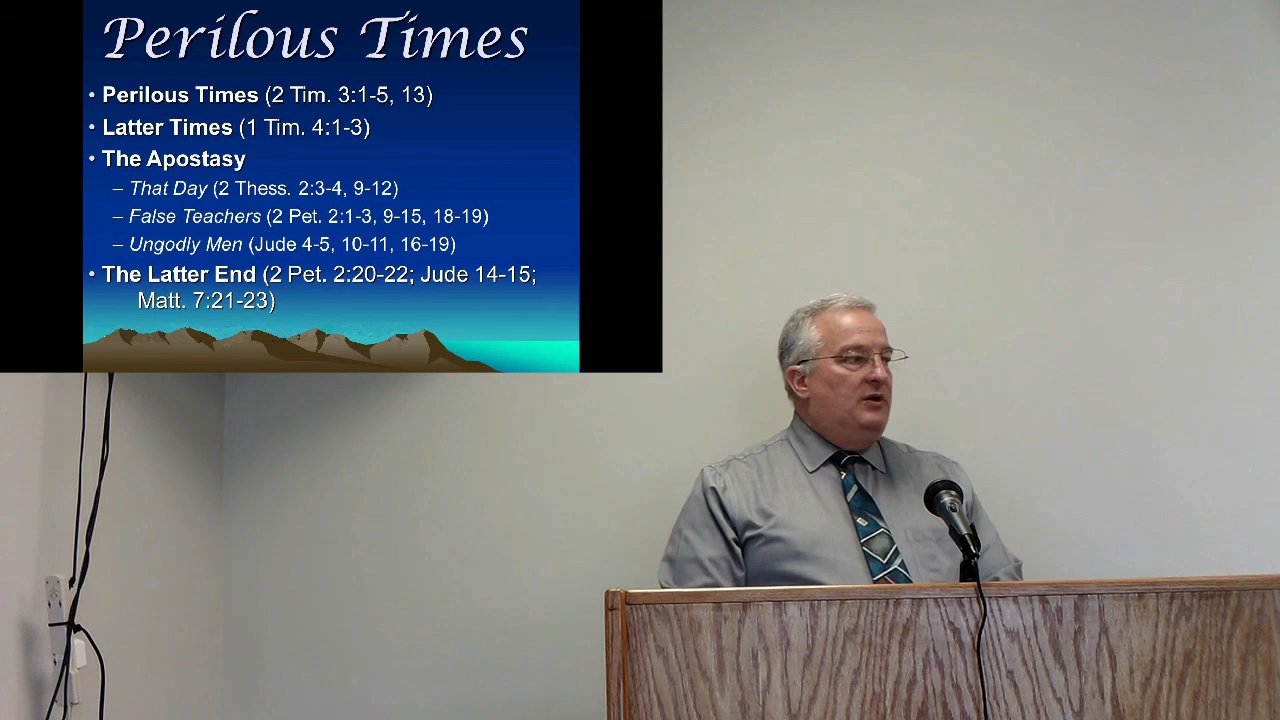 Perilous Times
• Perilous Times (2 Tim. 3:1-5, 13)
• Latter Times (1 Tim. 4:1-3)
• The Apostasy
– That Day (2 Thess. 2:3-4, 9-12)
– False Teachers (2 Pet. 2:1-3, 9-15, 18-19)
– Ungodly Men (Jude 4-5, 10-11, 16-19)
• The Latter End (2 Pet. 2:20-22; Jude 14-15;
Matt. 7:21-23)